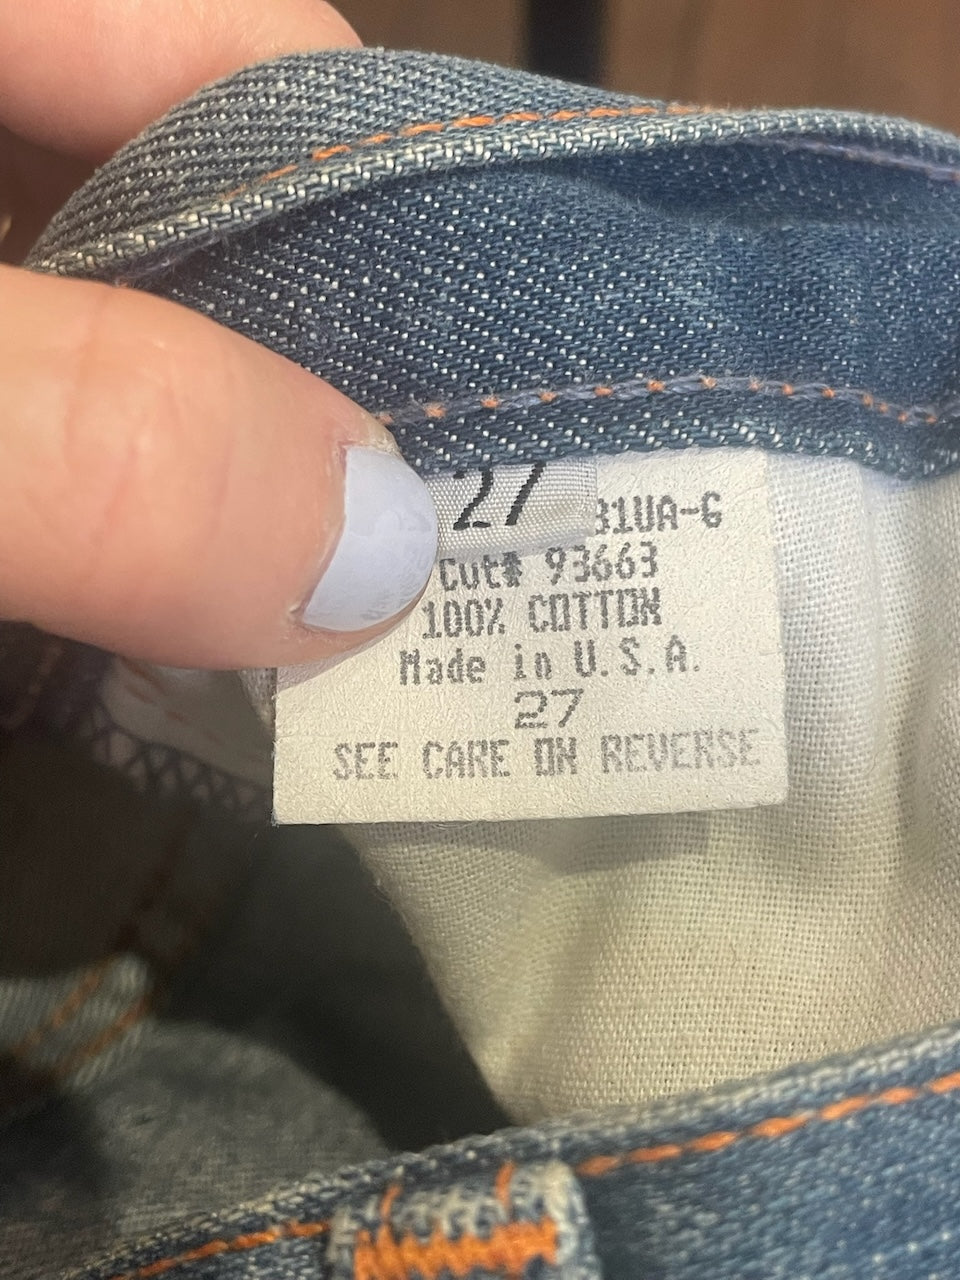 27
31UA-G
Cut# 93663
100% COTTON
Made in U.S.A.
27
SEE CARE ON REVERSE